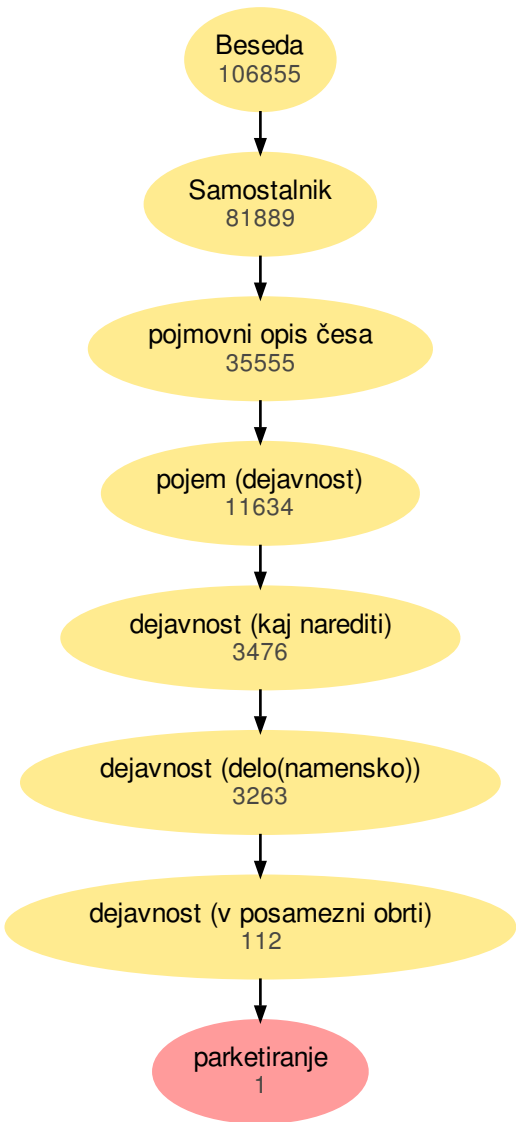 Beseda
106855
Samostalnik
81889
pojmovni opis česa
35555
pojem (dejavnost)
11634
dejavnost (kaj narediti)
3476
dejavnost (delo(namensko))
3263
dejavnost (v posamezni obrti)
112
parketiranje
1